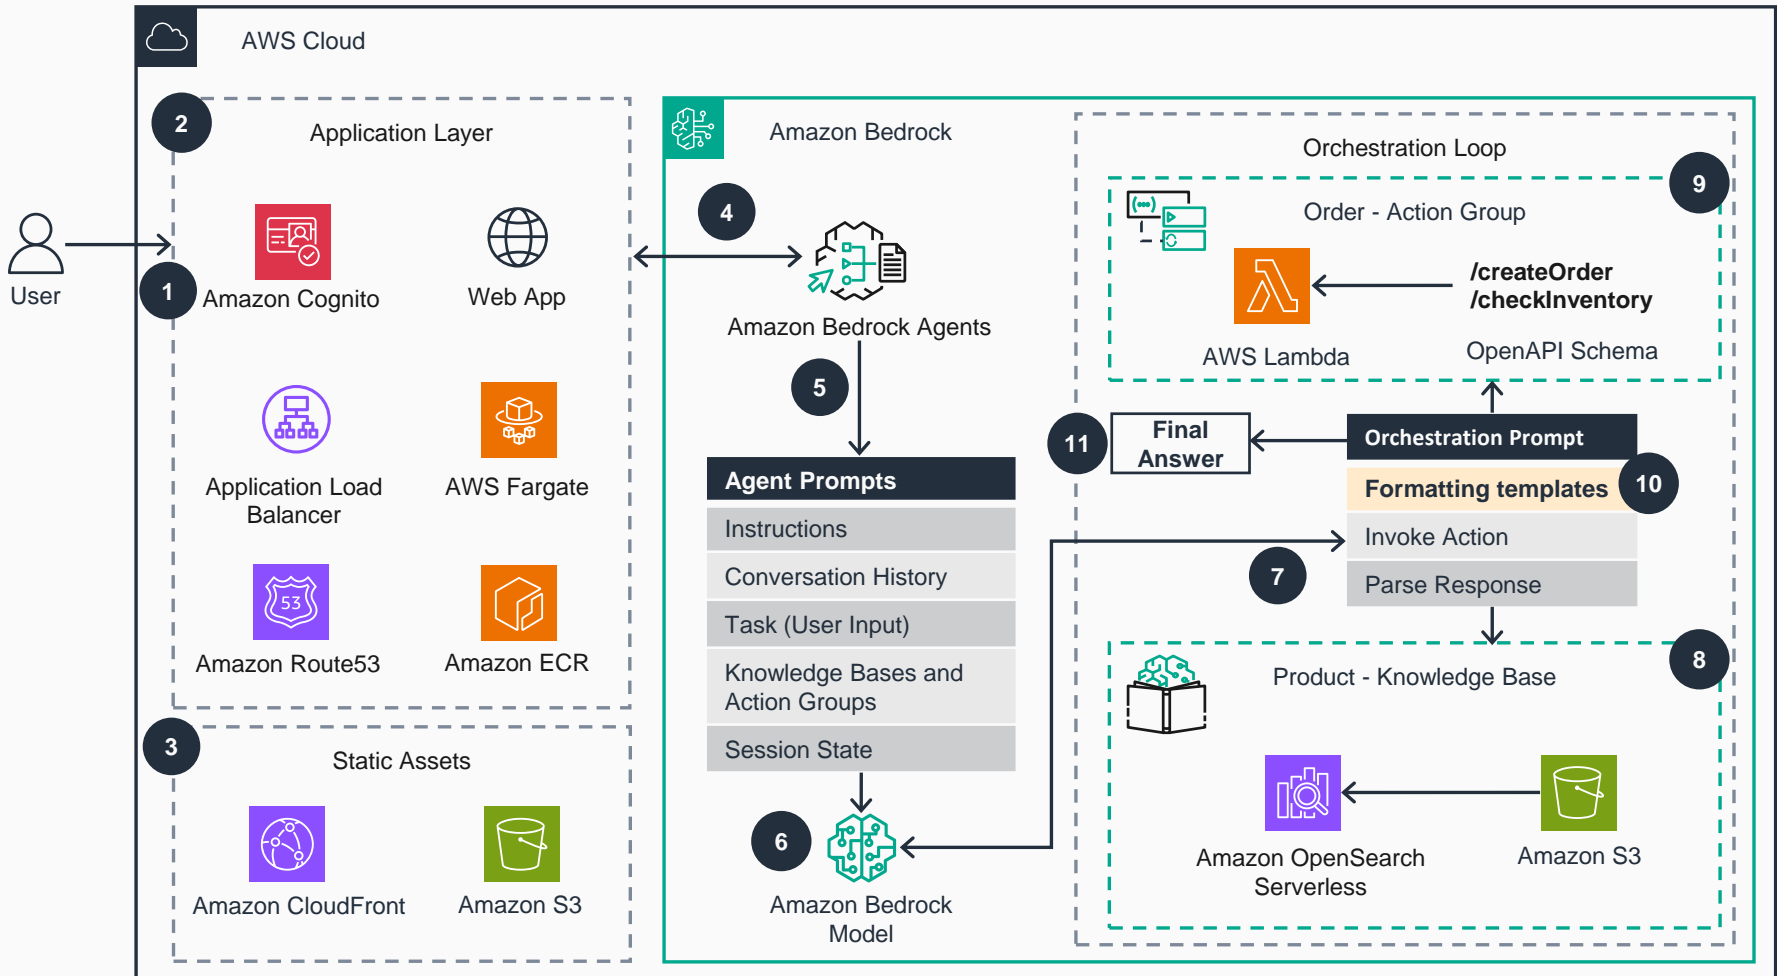 AWS Cloud
2
Application Layer
User
1
Amazon Cognito
Web App
Application Load
Balancer
AWS Fargate
53
Amazon Route53
Amazon ECR
3
Static Assets
Amazon CloudFront
Amazon S3
Amazon Bedrock
4
Amazon Bedrock Agents
5
Agent Prompts
Instructions
Conversation History
Task (User Input)
Knowledge Bases and
Action Groups
Session State
6
Amazon Bedrock
Model
Orchestration Loop
9
Order - Action Group
/createOrder
/checkInventory
AWS Lambda
OpenAPI Schema
11
Final
Answer
Orchestration Prompt
Formatting templates
10
Invoke Action
7
Parse Response
8
Product - Knowledge Base
Amazon OpenSearch
Serverless
Amazon S3